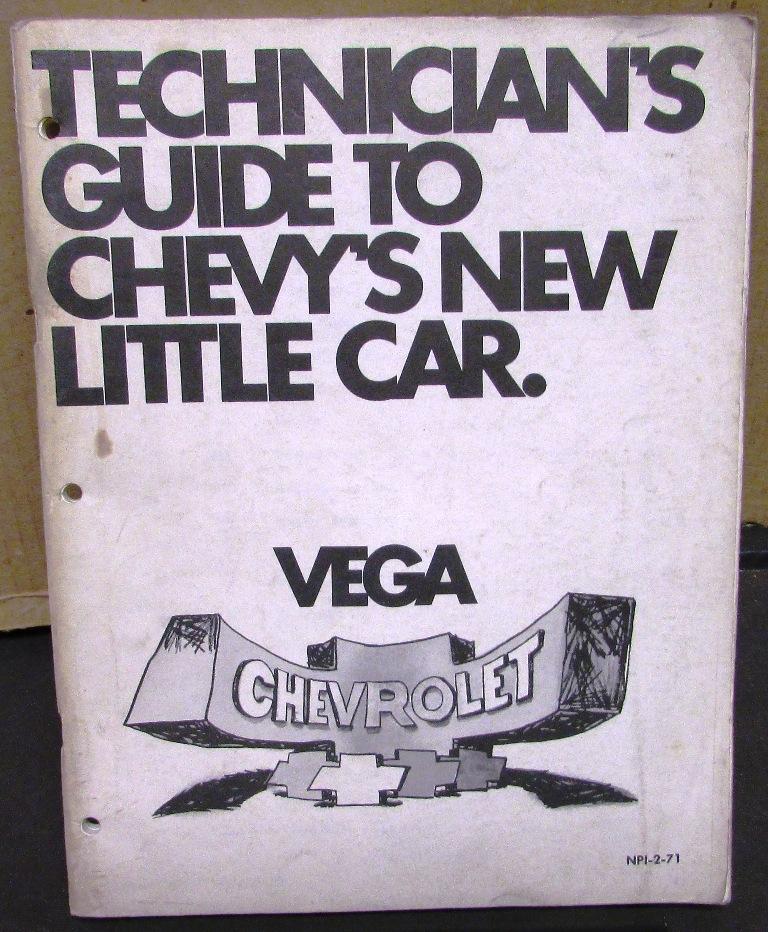 TECHNICIAN'S
GUIDE TO
CHEVY'S NEW
LITTLE CAR.
VEGA
CHEVROLET
NPI-2-71